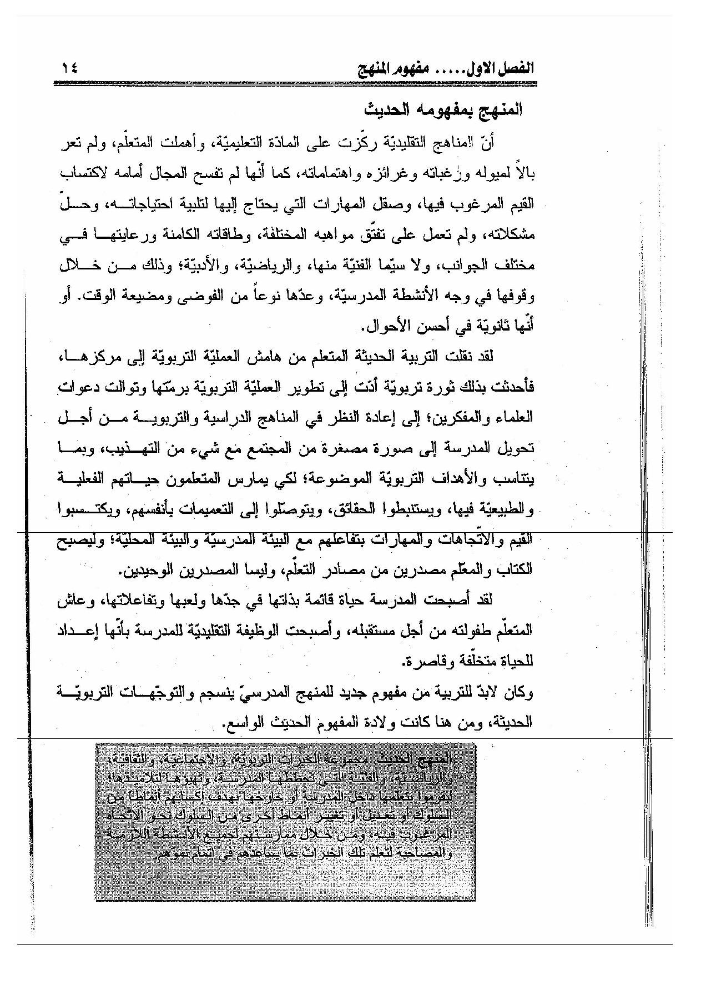 الفصل الاول..... مفهوم المنهج
١٤
المنهج بمفهومه الحديث
أنّ المناهج التقليديّة ركّزت على المادّة التعليميّة، وأهملت المتعلّم، ولم تعر
بالاً لميوله ورغباته وغرائزه واهتماماته، كما أنّها لم تفسح المجال أمامه لاكتساب
القيم المرغوب فيها، وصقل المهارات التي يحتاج إليها لتلبية احتياجاتـه، وحـلّ
مشكلاته، ولم تعمل على تفتّق مواهبه المختلفة، وطاقاته الكامنة ورعايتهـا فـي
مختلف الجوانب، ولا سيّما الفنيّة منها، والرياضيّة، والأدبيّة؛ وذلك مـن خـلال
وقوفها في وجه الأنشطة المدرسيّة، وعدّها نوعاً من الفوضى ومضيعة الوقت. أو
أنّها ثانويّة في أحسن الأحوال.
لقد نقلت التربية الحديثة المتعلم من هامش العمليّة التربويّة إلى مركزهـا،
فأحدثت بذلك ثورة تربويّة أدّت إلى تطوير العمليّة التربويّة برمّتها وتوالت دعوات
العلماء والمفكرين؛ إلى إعادة النظر في المناهج الدراسية والتربويـة مـن أجـل
تحويل المدرسة إلى صورة مصغرة من المجتمع مع شيء من التهـذيب، وبمـا
يتناسب والأهداف التربويّة الموضوعة؛ لكي يمارس المتعلمون حيـاتهم الفعليـة
والطبيعيّة فيها، ويستنبطوا الحقائق، ويتوصّلوا إلى التعميمات بأنفسهم، ويكتـسبوا
القيم والاتّجاهات والمهارات بتفاعلهم مع البيئة المدرسيّة والبيئة المحليّة؛ وليصبح
الكتاب والمعلّم مصدرين من مصادر التعلّم، وليسا المصدرين الوحيدين.
لقد أصبحت المدرسة حياة قائمة بذاتها في جدّها ولعبها وتفاعلاتها، وعاش
المتعلّم طفولته من أجل مستقبله، وأصبحت الوظيفة التقليديّة للمدرسة بأنّها إعـداد
للحياة متخلّفة وقاصرة.
وكان لابدّ للتربية من مفهوم جديد للمنهج المدرسيّ ينسجم والتوجّهـات التربويّـة
الحديثة، ومن هنا كانت ولادة المفهوم الحديث الواسع.
المنهج الحديث مجموعة الخبرات التربويّة، والاجتماعيّة، والثقافيّة،
والرياضيّة، والفنّيّة التي تخططها المدرسة، وتهيؤها لتلاميذها؛
ليقوموا بتعلمها داخل المدرسة أو خارجها بهدف إكسابهم أنماطاً من
السلوك أو تعديل أو تغيير أنماط أخرى من السلوك نحو الاتّجاه
المرغوب فيه، ومن خلال ممارستهم لجميع الأنشطة اللازمة
والمصاحبة لتعلم تلك الخبرات بما يساعدهم في إتمام نموّهم.